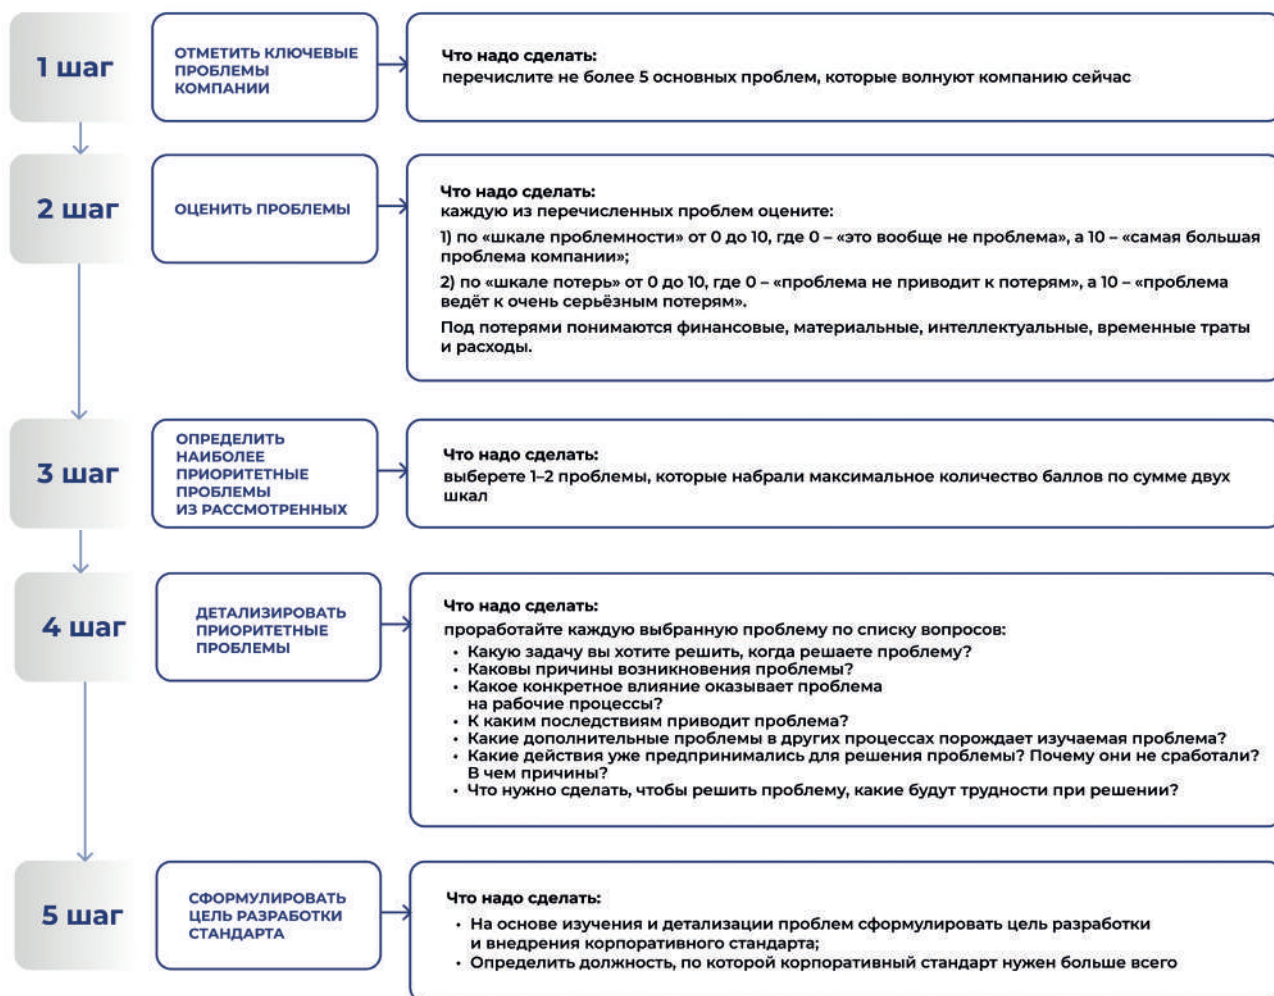 1 шаг
ОТМЕТИТЬ КЛЮЧЕВЫЕ
ПРОБЛЕМЫ
КОМПАНИИ
Что надо сделать:
перечислите не более 5 основных проблем, которые волнуют компанию сейчас
2 шаг
ОЦЕНИТЬ ПРОБЛЕМЫ
Что надо сделать:
каждую из перечисленных проблем оцените:
1) по «шкале проблемности» от 0 до 10, где 0 – «это вообще не проблема», а 10 – «самая большая
проблема компании»;
2) по «шкале потерь» от 0 до 10, где 0 – «проблема не приводит к потерям», а 10 – «проблема
ведёт к очень серьёзным потерям».
Под потерями понимаются финансовые, материальные, интеллектуальные, временные траты
и расходы.
3 шаг
ОПРЕДЕЛИТЬ
НАИБОЛЕЕ
ПРИОРИТЕТНЫЕ
ПРОБЛЕМЫ
ИЗ РАССМОТРЕННЫХ
Что надо сделать:
выберете 1–2 проблемы, которые набрали максимальное количество баллов по сумме двух
шкал
4 шаг
ДЕТАЛИЗИРОВАТЬ
ПРИОРИТЕТНЫЕ
ПРОБЛЕМЫ
Что надо сделать:
проработайте каждую выбранную проблему по списку вопросов:
• Какую задачу вы хотите решить, когда решаете проблему?
• Каковы причины возникновения проблемы?
• Какое конкретное влияние оказывает проблема
на рабочие процессы?
• К каким последствиям приводит проблема?
• Какие дополнительные проблемы в других процессах порождает изучаемая проблема?
• Какие действия уже предпринимались для решения проблемы? Почему они не сработали?
В чем причины?
• Что нужно сделать, чтобы решить проблему, какие будут трудности при решении?
5 шаг
СФОРМУЛИРОВАТЬ
ЦЕЛЬ РАЗРАБОТКИ
СТАНДАРТА
Что надо сделать:
• На основе изучения и детализации проблем сформулировать цель разработки
и внедрения корпоративного стандарта;
• Определить должность, по которой корпоративный стандарт нужен больше всего